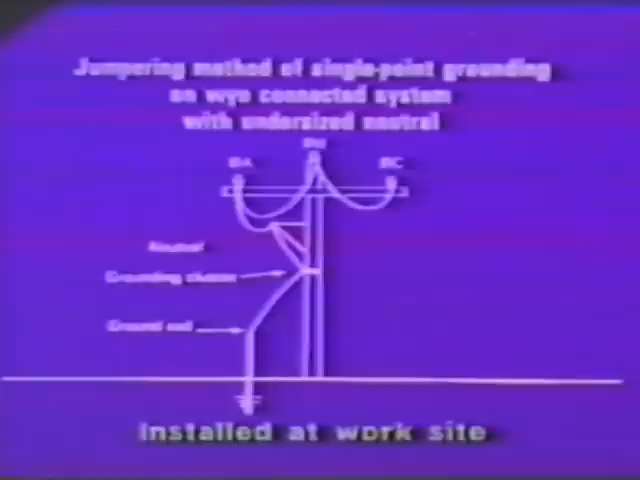 Jumpering method of single-point grounding
on wye connected system
with undersized neutral
ØB
ØA ØC
Neutral
Grounding cluster
Ground rod
Installed at work site